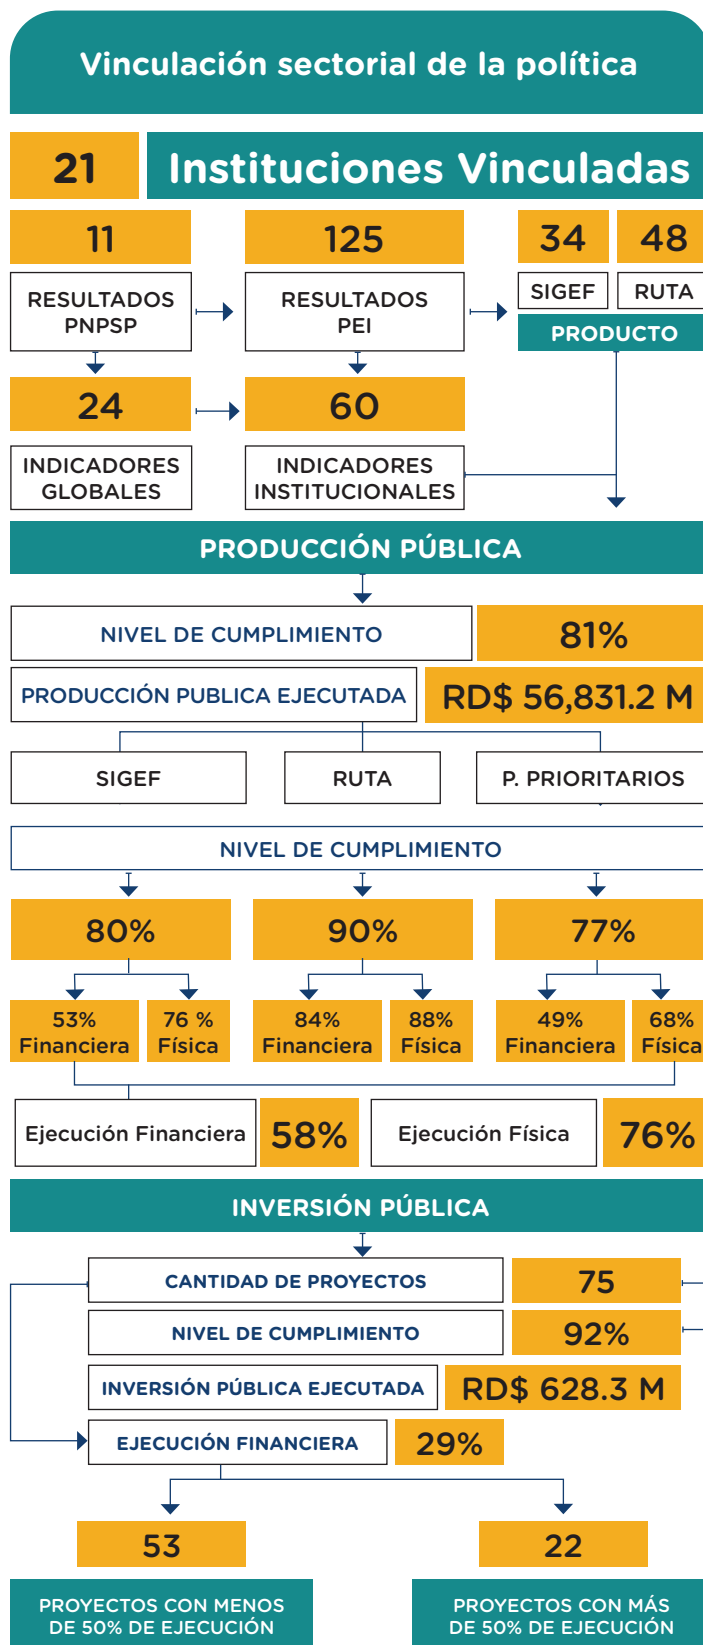 Vinculación sectorial de la política
21
Instituciones Vinculadas
11
125
34
48
RESULTADOS
PNPSP
RESULTADOS
PEI
SIGEF
RUTA
PRODUCTO
24
60
INDICADORES
GLOBALES
INDICADORES
INSTITUCIONALES
PRODUCCIÓN PÚBLICA
NIVEL DE CUMPLIMIENTO
81%
PRODUCCIÓN PUBLICA EJECUTADA
RD$ 56,831.2 M
SIGEF
RUTA
P. PRIORITARIOS
NIVEL DE CUMPLIMIENTO
80%
90%
77%
53%
Financiera
76 %
Física
84%
Financiera
88%
Física
49%
Financiera
68%
Física
Ejecución Financiera
58%
Ejecución Física
76%
INVERSIÓN PÚBLICA
CANTIDAD DE PROYECTOS
75
NIVEL DE CUMPLIMIENTO
92%
INVERSIÓN PÚBLICA EJECUTADA
RD$ 628.3 M
EJECUCIÓN FINANCIERA
29%
53
22
PROYECTOS CON MENOS
DE 50% DE EJECUCIÓN
PROYECTOS CON MÁS
DE 50% DE EJECUCIÓN